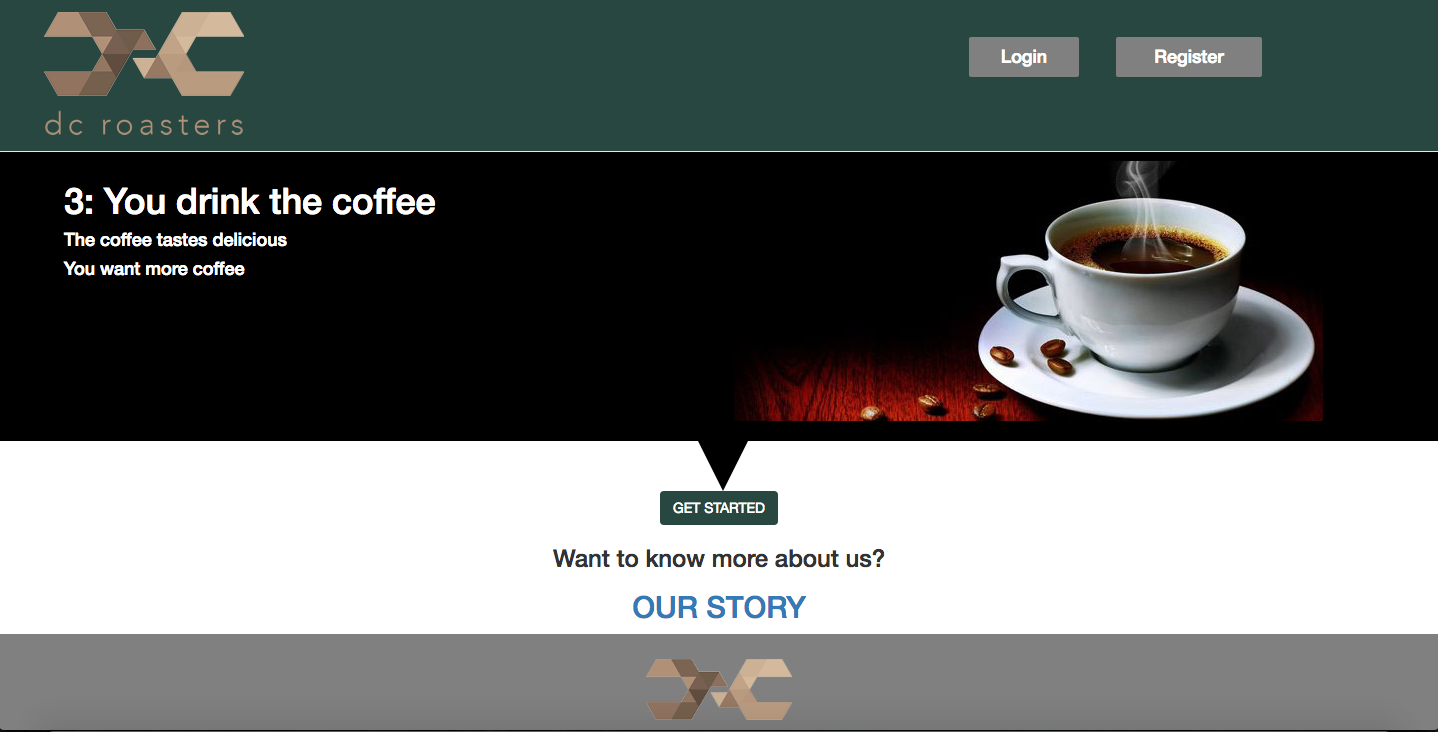 dc roasters
Login
Register
3: You drink the coffee
The coffee tastes delicious
You want more coffee
GET STARTED
Want to know more about us?
OUR STORY